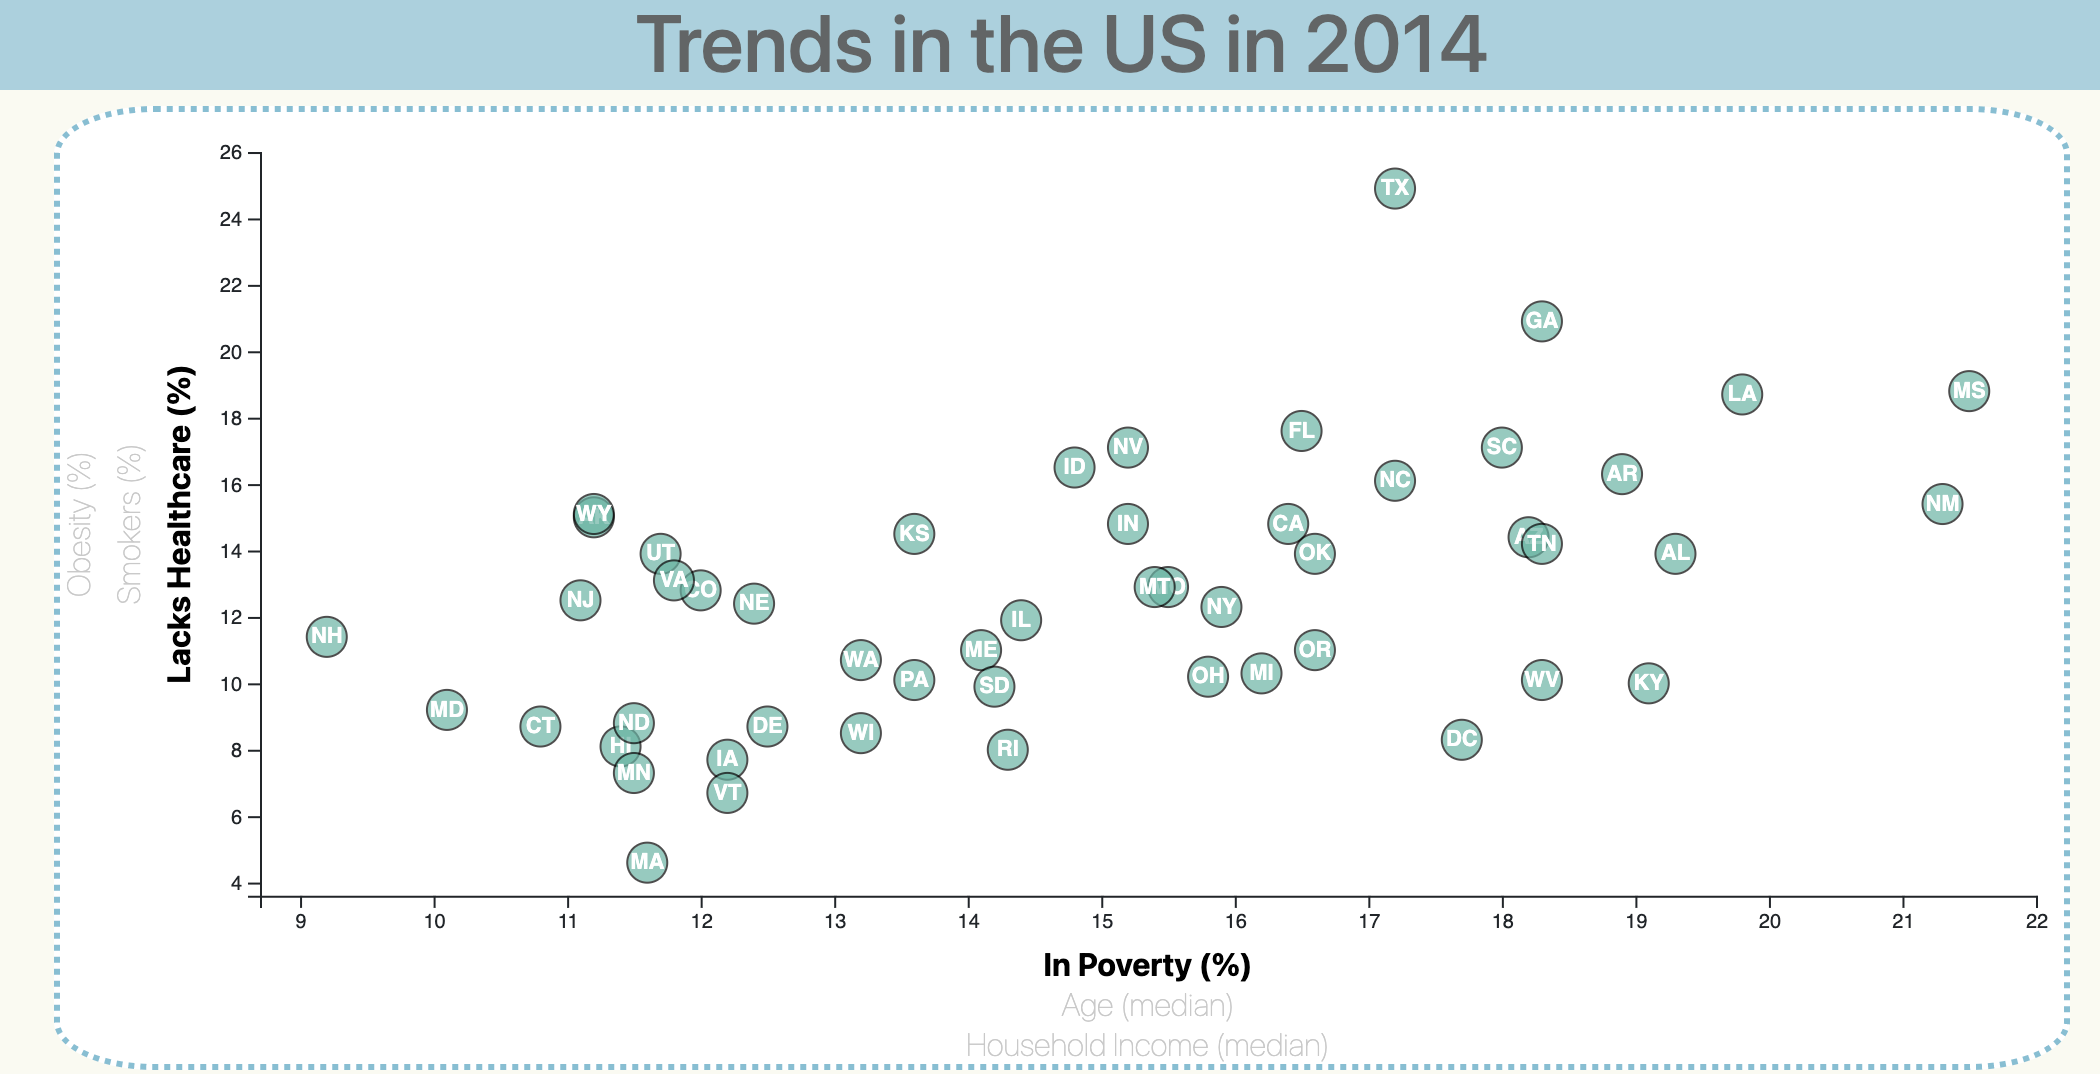 Trends in the US in 2014
26
TX
24
22
GA
20
MS
LA
18
FL
NV
SC
ID
AR
NC
16
NM
WY
IN
CA
KS
TN
14
UT
OK
AL
VA
MT
CO
NE
NJ
NY
12
IL
NH
ME
OR
WA
MI
OH
PA
WV
KY
10
SD
MD
ND
CT
DE
WI
DC
HI
8
RI
IA
MN
VT
6
MA
4
9 10 11 12 13 14 15 16 17 18 19 20 21 22
Obesity (%)
Smokers (%)
Lacks Healthcare (%)
In Poverty (%)
Age (median)
Household Income (median)